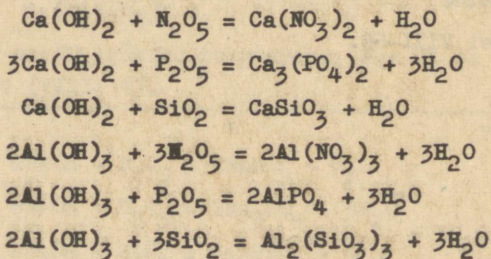 Ca(OH)₂ + N₂O₅ = Ca(NO₃)₂ + H₂O
3Ca(OH)₂ + P₂O₅ = Ca₃(PO₄)₂ + 3H₂O
Ca(OH)₂ + SiO₂ = CaSiO₃ + H₂O
2Al(OH)₃ + 3N₂O₅ = 2Al(NO₃)₃ + 3H₂O
2Al(OH)₃ + P₂O₅ = 2AlPO₄ + 3H₂O
2Al(OH)₃ + 3SiO₂ = Al₂(SiO₃)₃ + 3H₂O